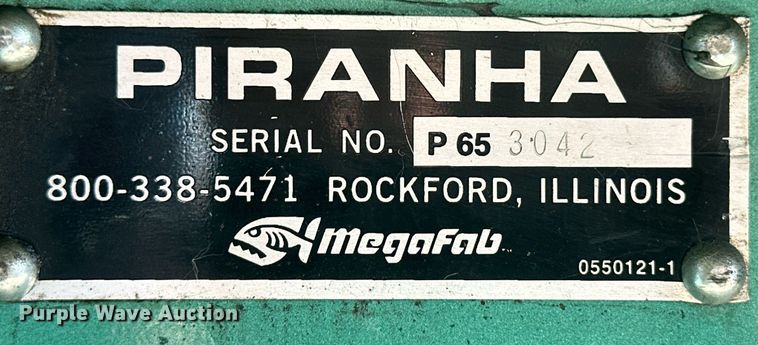 PIRANHA
SERIAL NO. P 65 3042
800-338-5471 ROCKFORD, ILLINOIS
MegaFab
0550121-1
Purple Wave Auction